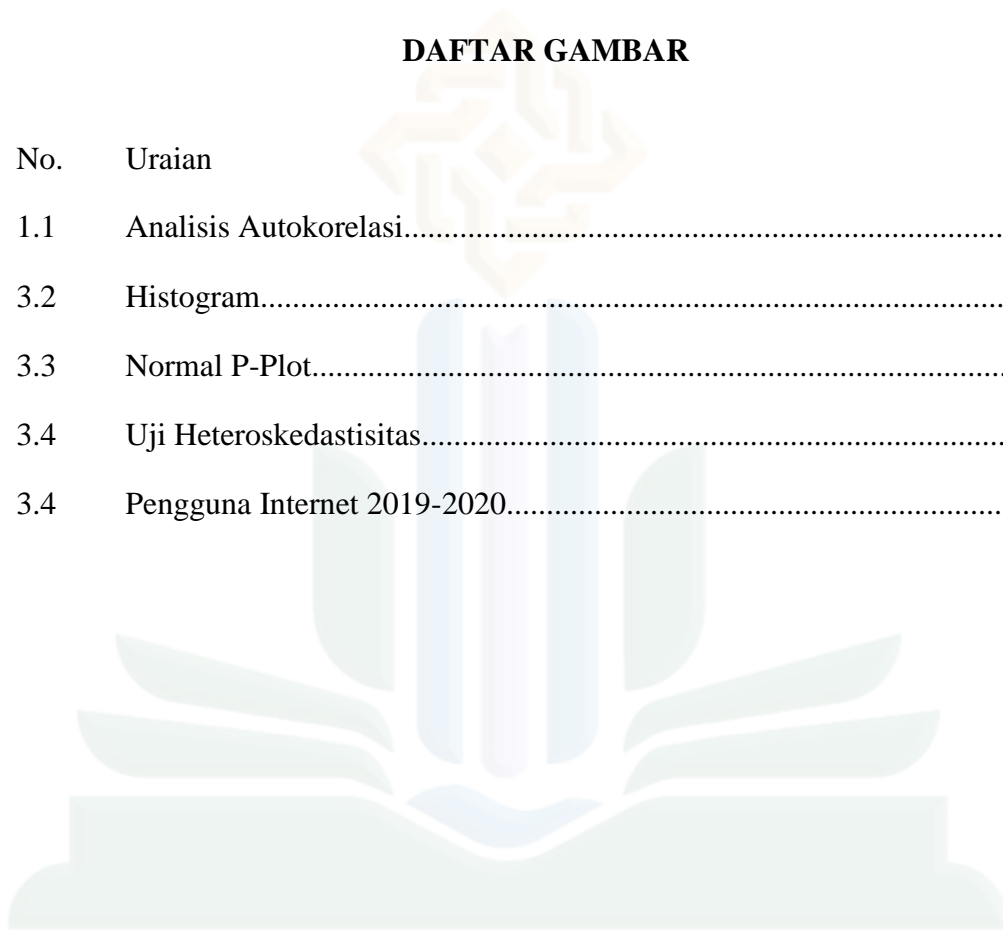 DAFTAR GAMBAR
No. Uraian
1.1 Analisis Autokorelasi..........................................................................
3.2 Histogram............................................................................................
3.3 Normal P-Plot......................................................................................
3.4 Uji Heteroskedastisitas........................................................................
3.4 Pengguna Internet 2019-2020.............................................................